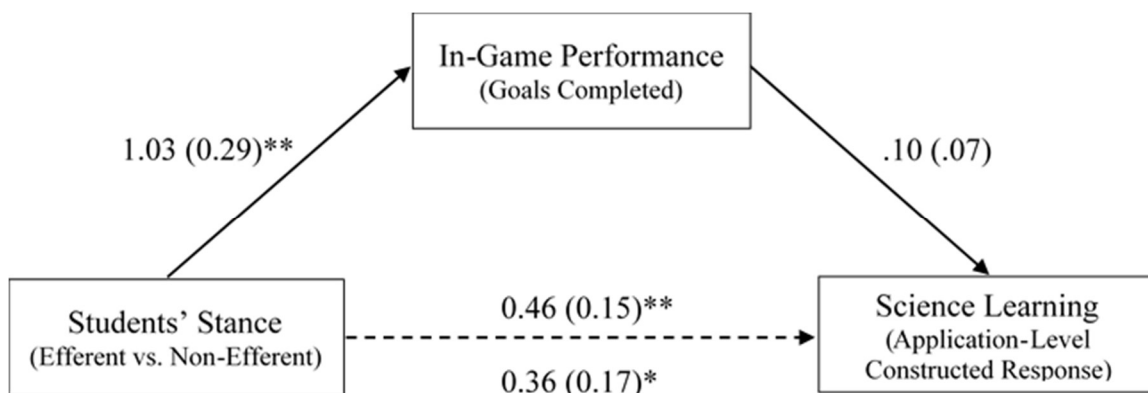 In-Game Performance
(Goals Completed)
1.03 (0.29)**
.10 (.07)
Students’ Stance
(Efferent vs. Non-Efferent)
0.46 (0.15)**
0.36 (0.17)*
Science Learning
(Application-Level
Constructed Response)